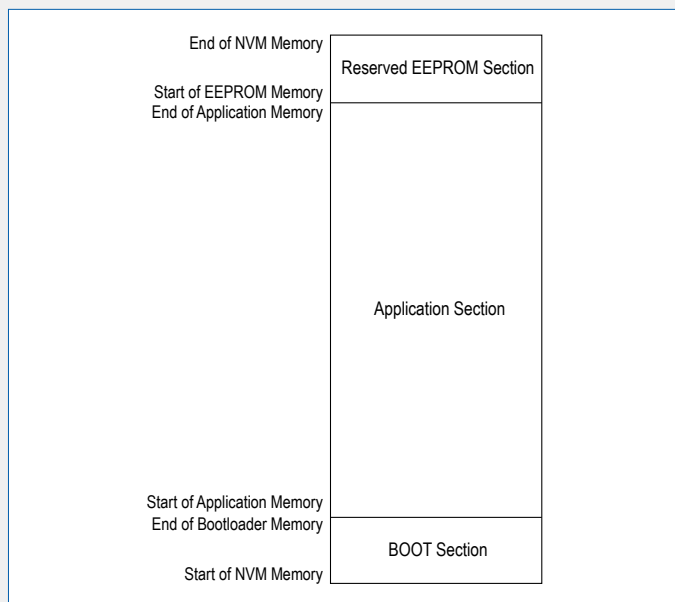 End of NVM Memory
Reserved EEPROM Section
Start of EEPROM Memory
End of Application Memory
Application Section
Start of Application Memory
End of Bootloader Memory
BOOT Section
Start of NVM Memory